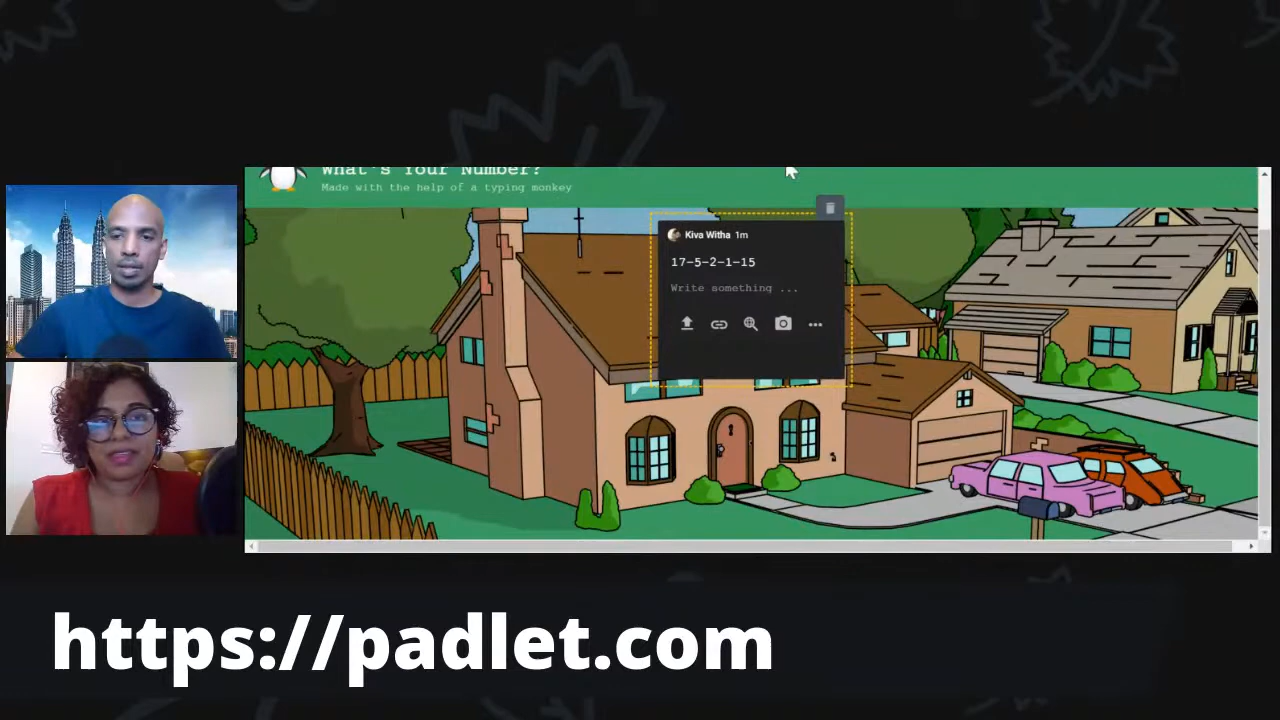 What's Your Number?
Made with the help of a typing monkey
Kiva Witha 1m
17-5-2-1-15
Write something ...
https://padlet.com